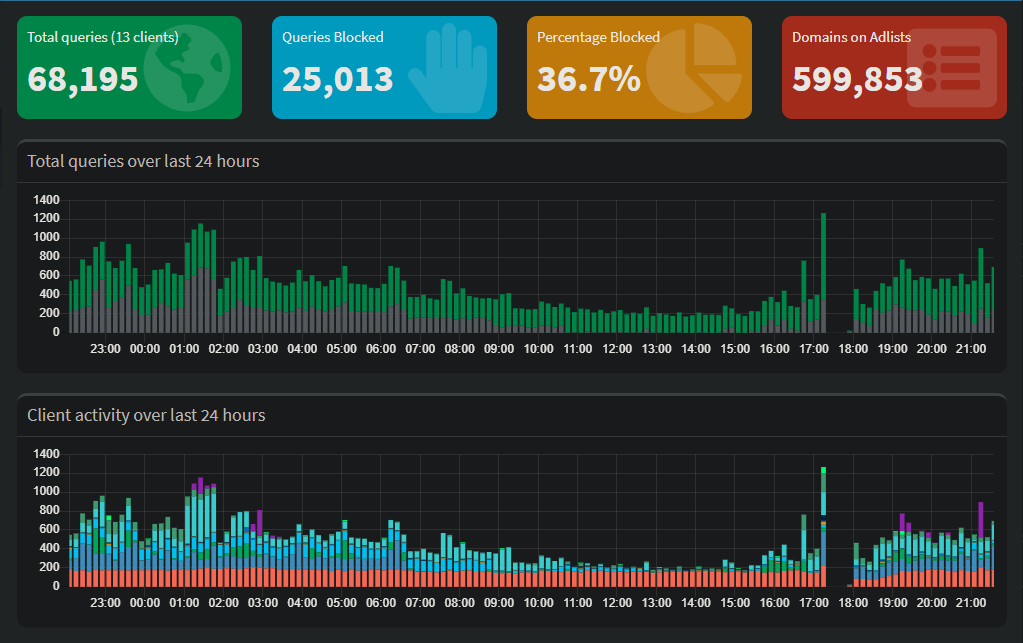 Total queries (13 clients)
68,195
Queries Blocked
25,013
Percentage Blocked
36.7%
Domains on Adlists
599,853
Total queries over last 24 hours
1400
1200
1000
800
600
400
200
0
23:00 00:00 01:00 02:00 03:00 04:00 05:00 06:00 07:00 08:00 09:00 10:00 11:00 12:00 13:00 14:00 15:00 16:00 17:00 18:00 19:00 20:00 21:00
Client activity over last 24 hours
1400
1200
1000
800
600
400
200
0
23:00 00:00 01:00 02:00 03:00 04:00 05:00 06:00 07:00 08:00 09:00 10:00 11:00 12:00 13:00 14:00 15:00 16:00 17:00 18:00 19:00 20:00 21:00